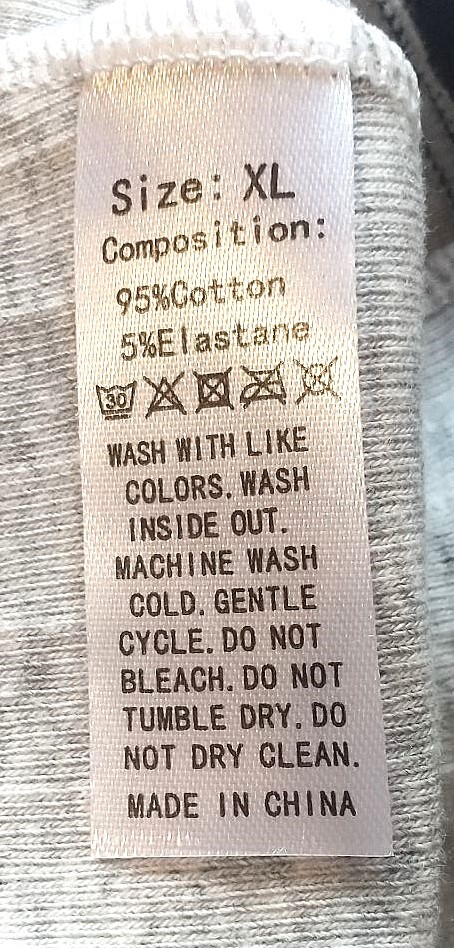 Size: XL
Composition:
95%Cotton
5%Elastane
30
WASH WITH LIKE
COLORS. WASH
INSIDE OUT.
MACHINE WASH
COLD. GENTLE
CYCLE. DO NOT
BLEACH. DO NOT
TUMBLE DRY. DO
NOT DRY CLEAN.
MADE IN CHINA